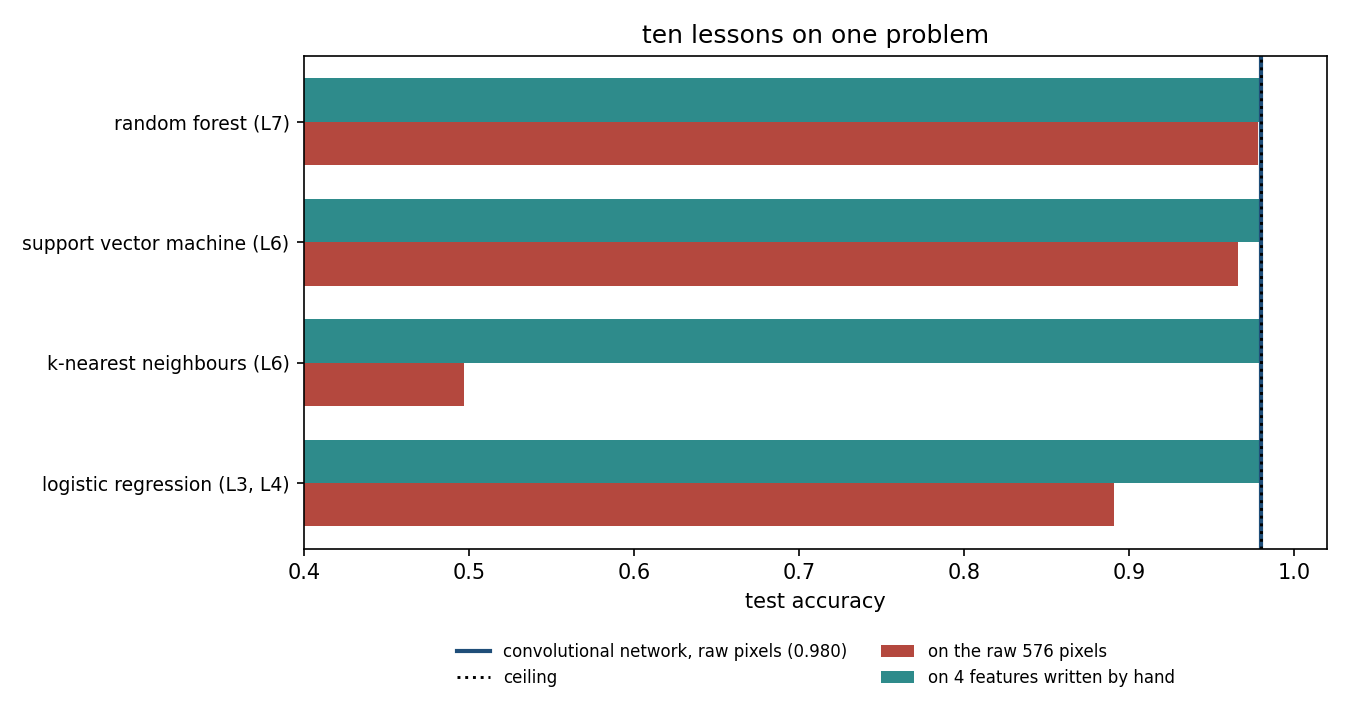 ten lessons on one problem
random forest (L7)
support vector machine (L6)
k-nearest neighbours (L6)
logistic regression (L3, L4)
0.4 0.5 0.6 0.7 0.8 0.9 1.0
test accuracy
convolutional network, raw pixels (0.980)
ceiling
on the raw 576 pixels
on 4 features written by hand